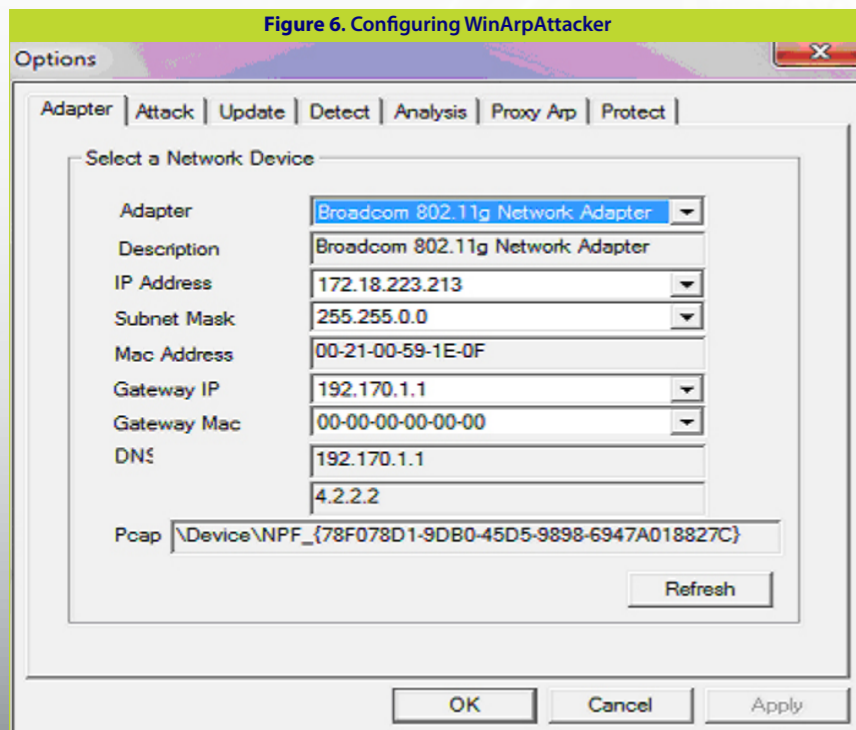 Figure 6. Configuring WinArpAttacker
Options
Adapter Attack Update Detect Analysis Proxy Arp Protect
Select a Network Device
Adapter Broadcom 802.11g Network Adapter
Description Broadcom 802.11g Network Adapter
IP Address 172.18.223.213
Subnet Mask 255.255.0.0
Mac Address 00-21-00-59-1E-0F
Gateway IP 192.170.1.1
Gateway Mac 00-00-00-00-00-00
DNS 192.170.1.1
4.2.2.2
Pcap \Device\NPF_{78F078D1-9DB0-45D5-9898-6947A018827C}
Refresh
OK Cancel Apply